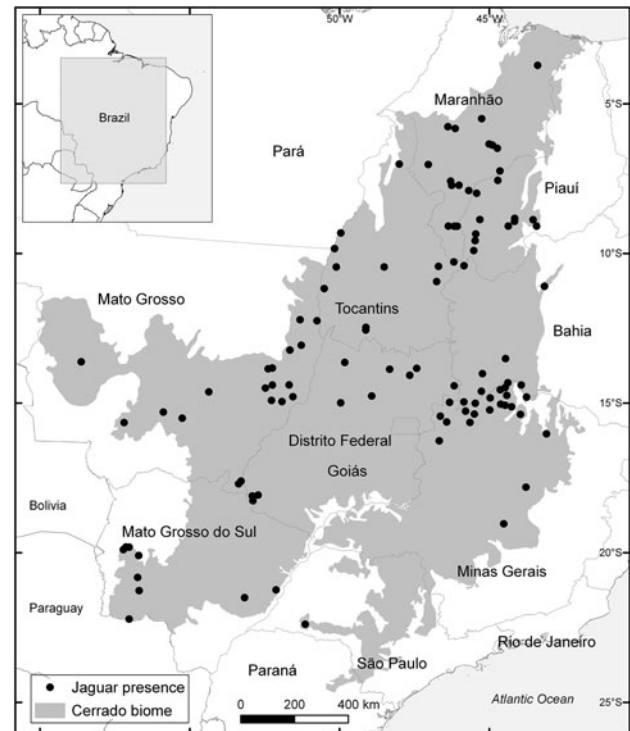 50°W
45°W
Brazil
Maranhão
5°S
Pará
Piauí
10°S
Mato Grosso
Tocantins
Bahia
15°S
Distrito Federal
Goiás
Bolivia
Mato Grosso do Sul
20°S
Minas Gerais
Paraguay
Rio de Janeiro
São Paulo
Paraná
Jaguar presence
Cerrado biome
0 200 400 km
Atlantic Ocean
25°S